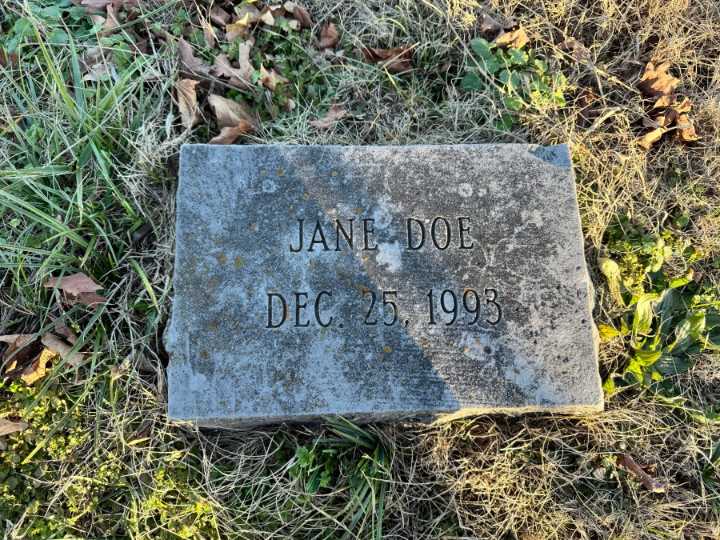 JANE DOE
DEC. 25, 1993